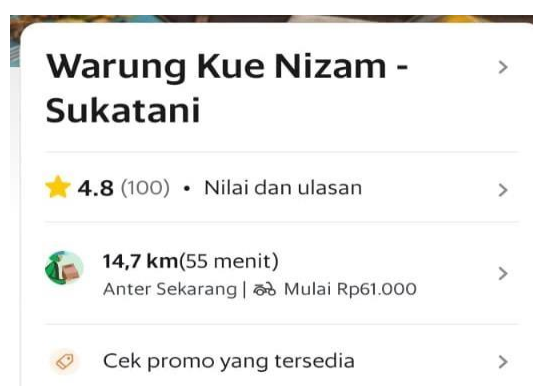 Warung Kue Nizam -
Sukatani
4.8 (100) • Nilai dan ulasan
14,7 km(55 menit)
Anter Sekarang | Mulai Rp61.000
Cek promo yang tersedia